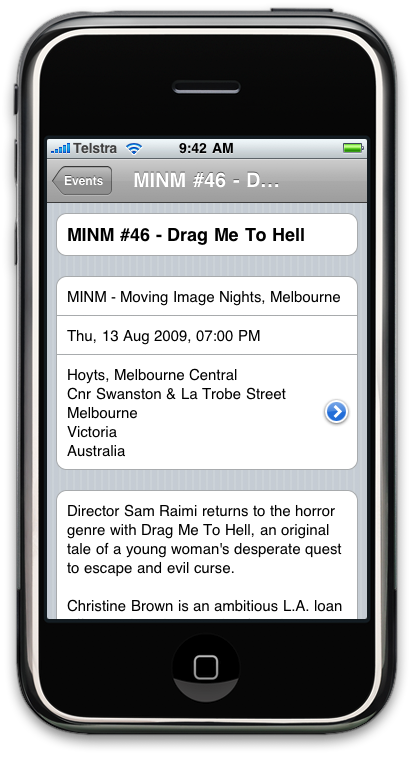 Telstra 9:42 AM
Events MINM #46 - D...
MINM #46 - Drag Me To Hell
MINM - Moving Image Nights, Melbourne
Thu, 13 Aug 2009, 07:00 PM
Hoyts, Melbourne Central
Cnr Swanston & La Trobe Street
Melbourne
Victoria
Australia
Director Sam Raimi returns to the horror
genre with Drag Me To Hell, an original
tale of a young woman's desperate quest
to escape and evil curse.
Christine Brown is an ambitious L.A. loan